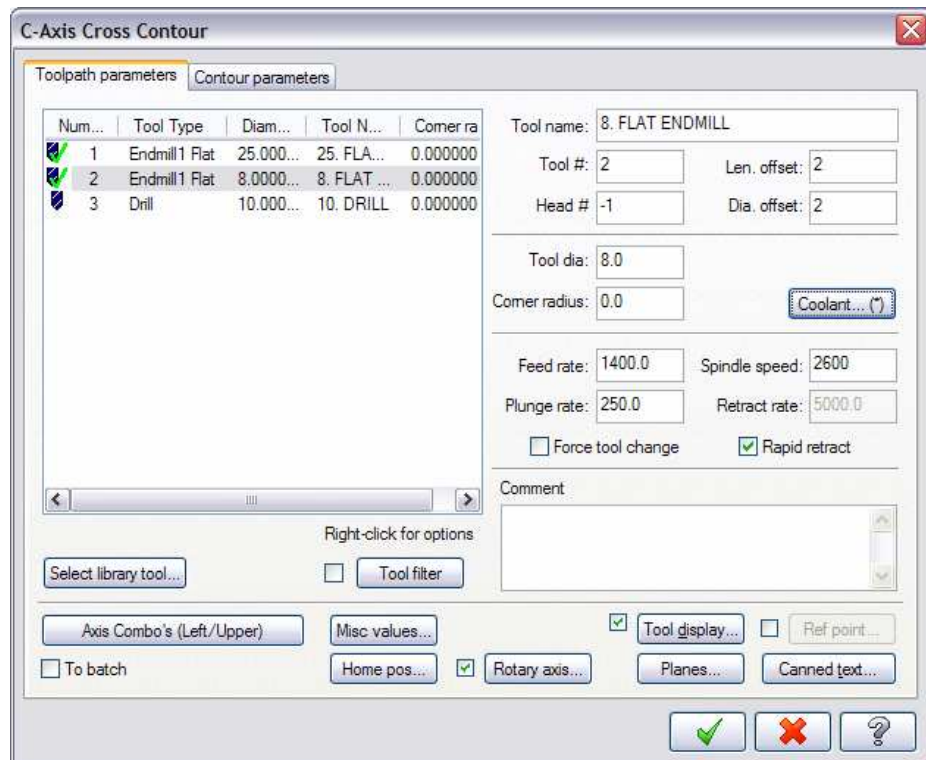 C-Axis Cross Contour
Toolpath parameters Contour parameters
Num... Tool Type Diam... Tool N... Corner ra
1 Endmill1 Flat 25.000... 25. FLA... 0.000000
2 Endmill1 Flat 8.0000... 8. FLAT ... 0.000000
3 Drill 10.000... 10. DRILL 0.000000
Right-click for options
Select library tool... Tool filter
Tool name: 8. FLAT ENDMILL
Tool #: 2 Len. offset: 2
Head # -1 Dia. offset: 2
Tool dia: 8.0
Corner radius: 0.0 Coolant... (*)
Feed rate: 1400.0 Spindle speed: 2600
Plunge rate: 250.0 Retract rate: 5000.0
Force tool change Rapid retract
Comment
Axis Combo's (Left/Upper) Misc values... Tool display... Ref point...
To batch Home pos... Rotary axis... Planes... Canned text...